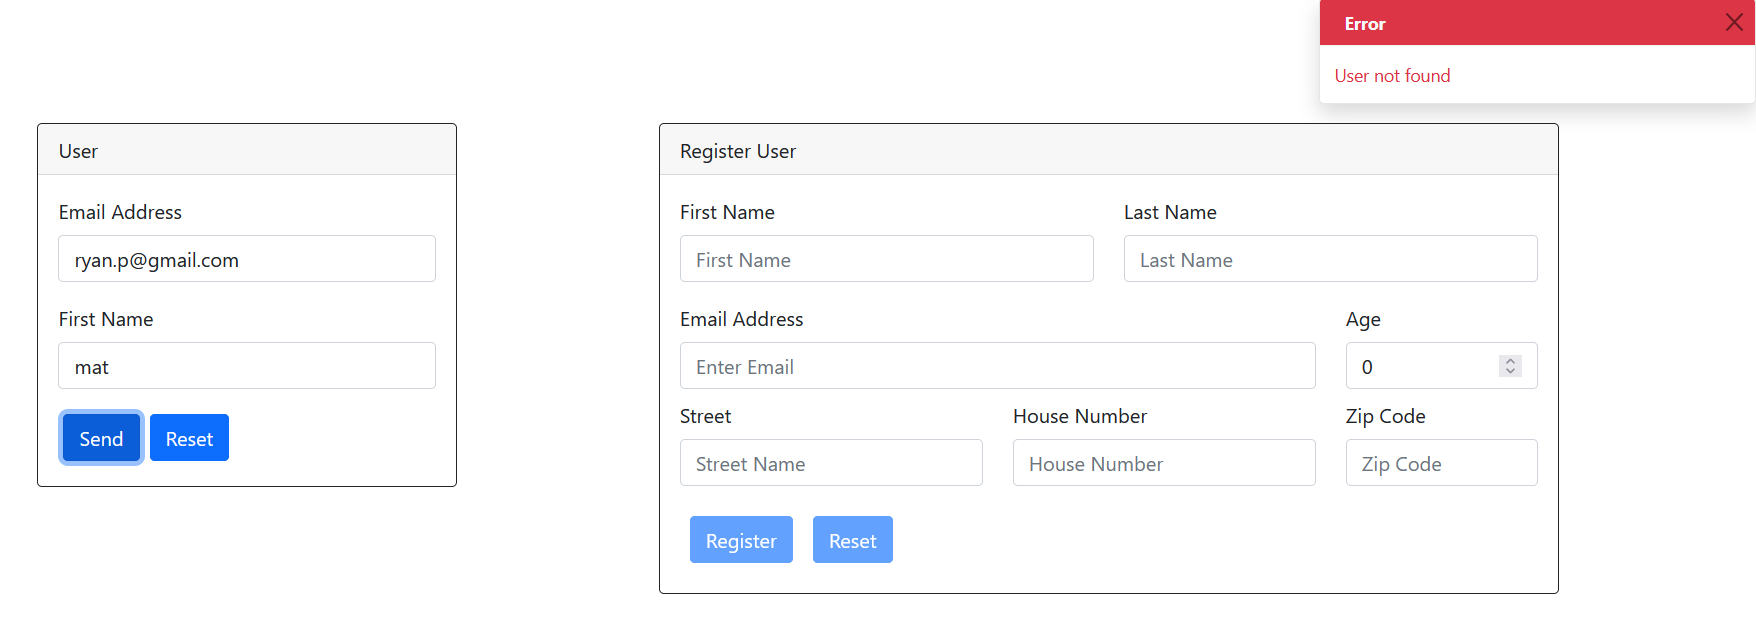 Error
User not found
User
Email Address
ryan.p@gmail.com
First Name
mat
Send Reset
Register User
First Name Last Name
First Name Last Name
Email Address Age
Enter Email 0
Street House Number Zip Code
Street Name House Number Zip Code
Register Reset